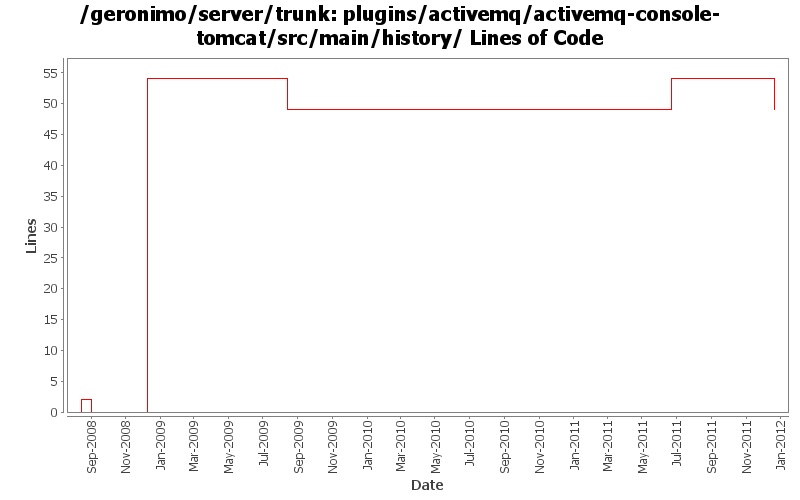 /geronimo/server/trunk: plugins/activemq/activemq-console-
tomcat/src/main/history/ Lines of Code
55
50
45
40
35
30
25
20
15
10
5
0
Lines
Sep-2008
Nov-2008
Jan-2009
Mar-2009
May-2009
Jul-2009
Sep-2009
Nov-2009
Jan-2010
Mar-2010
May-2010
Jul-2010
Sep-2010
Nov-2010
Jan-2011
Mar-2011
May-2011
Jul-2011
Sep-2011
Nov-2011
Jan-2012
Date